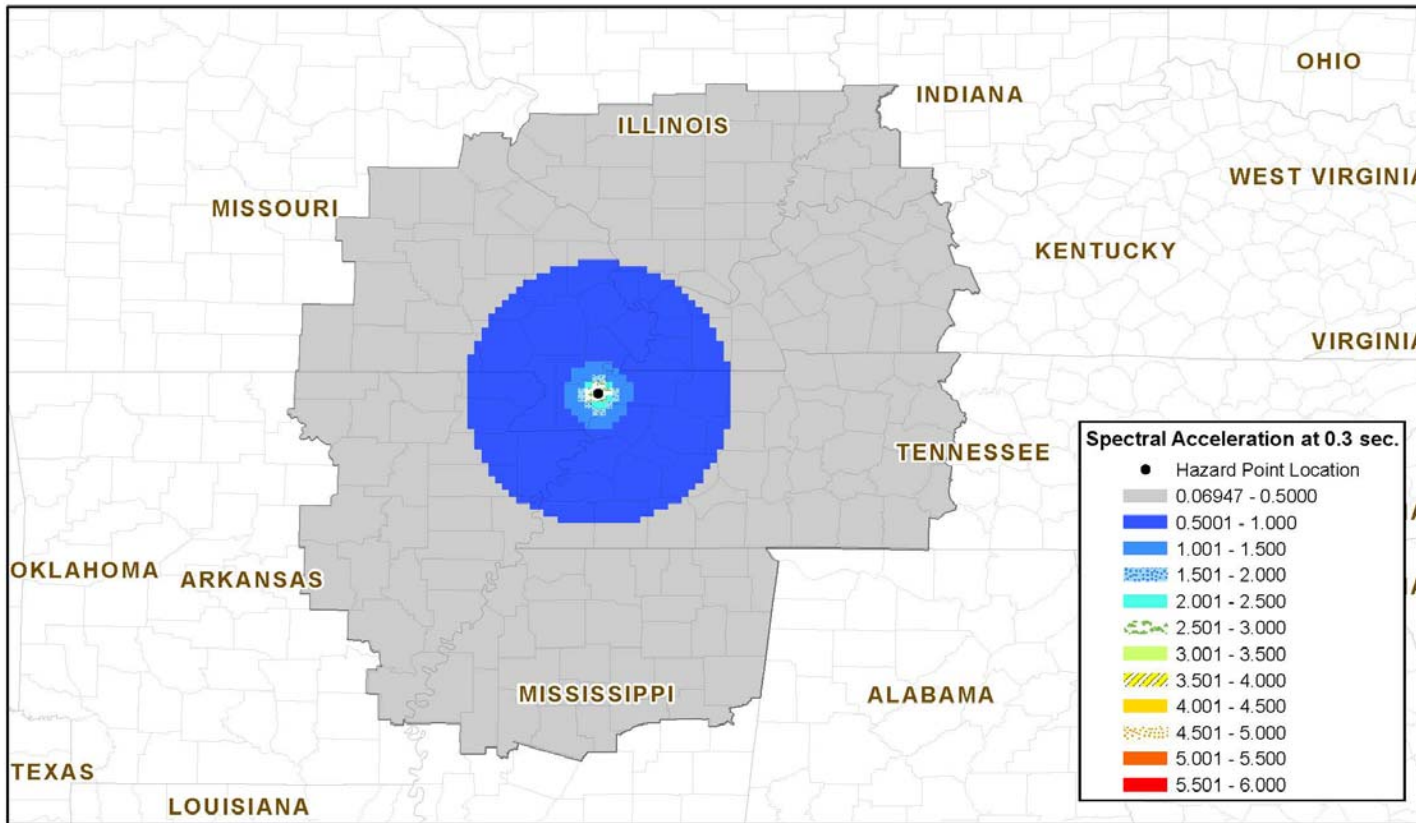 OHIO
INDIANA
ILLINOIS
WEST VIRGINIA
MISSOURI
KENTUCKY
VIRGINIA
TENNESSEE
OKLAHOMA
ARKANSAS
MISSISSIPPI
ALABAMA
TEXAS
LOUISIANA
Spectral Acceleration at 0.3 sec.
Hazard Point Location
0.06947 - 0.5000
0.5001 - 1.000
1.001 - 1.500
1.501 - 2.000
2.001 - 2.500
2.501 - 3.000
3.001 - 3.500
3.501 - 4.000
4.001 - 4.500
4.501 - 5.000
5.001 - 5.500
5.501 - 6.000